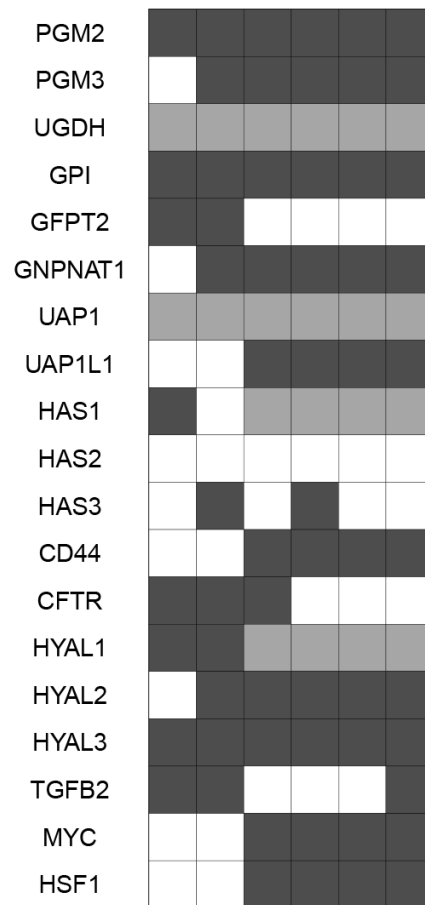 PGM2
PGM3
UGDH
GPI
GFPT2
GNPNAT1
UAP1
UAP1L1
HAS1
HAS2
HAS3
CD44
CFTR
HYAL1
HYAL2
HYAL3
TGFB2
MYC
HSF1